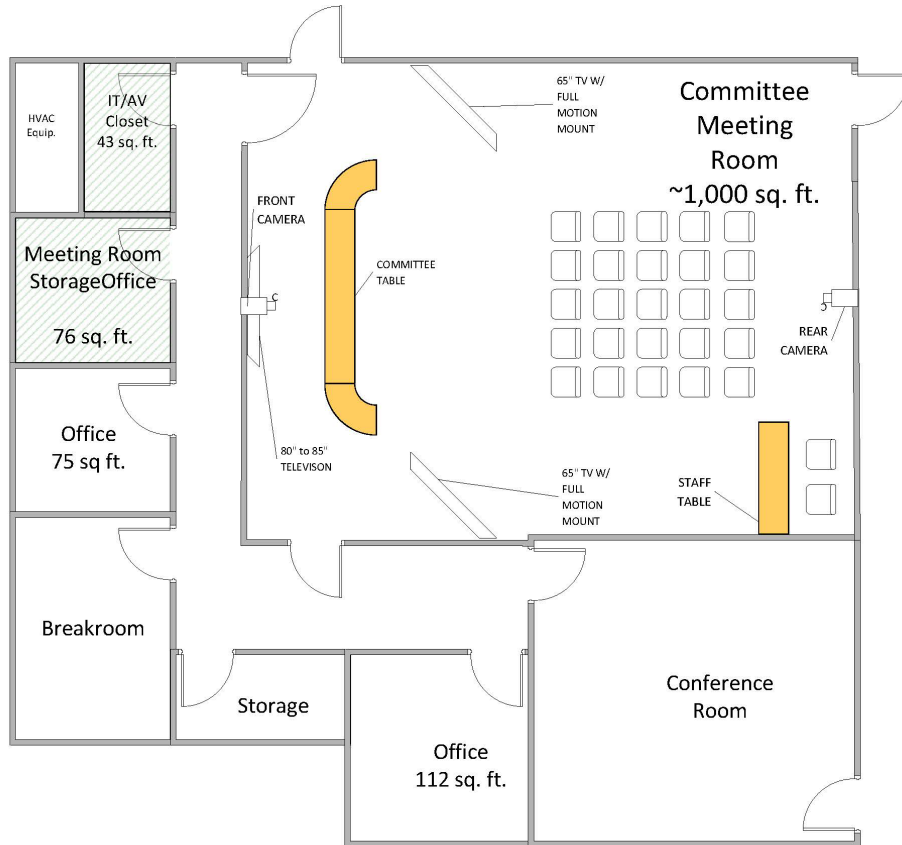 HVAC
Equip.
IT/AV
Closet
43 sq. ft.
65" TV W/
FULL
MOTION
MOUNT
Committee
Meeting
Room
~1,000 sq. ft.
FRONT
CAMERA
Meeting Room
StorageOffice
76 sq. ft.
COMMITTEE
TABLE
REAR
CAMERA
Office
75 sq ft.
80" to 85"
TELEVISON
65" TV W/
FULL
MOTION
MOUNT
STAFF
TABLE
Breakroom
Storage
Office
112 sq. ft.
Conference
Room